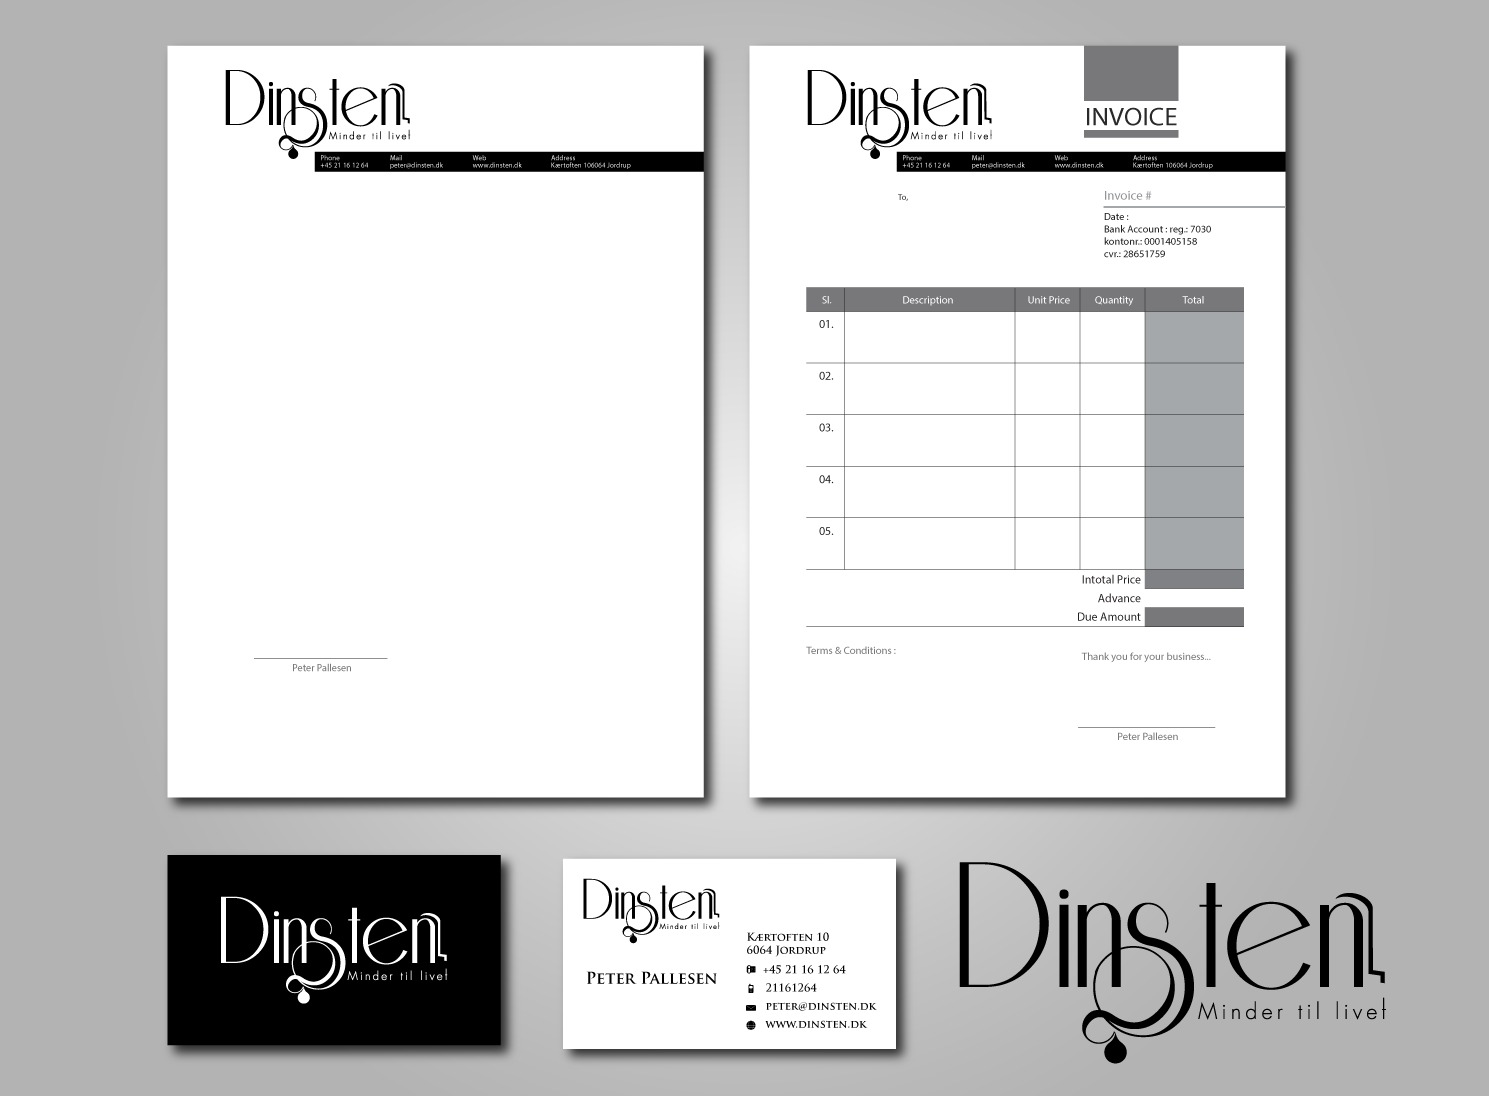 Dinsten
Minder til livet
Phone Mail Web Address
+45 21 16 12 64 peter@dinsten.dk www.dinsten.dk Kærtoften 106064 Jordrup
Peter Pallesen
Dinsten
Minder til livet
INVOICE
Phone Mail Web Address
+45 21 16 12 64 peter@dinsten.dk www.dinsten.dk Kærtoften 106064 Jordrup
To,
Invoice #
Date :
Bank Account : reg.: 7030
kontonr.: 0001405158
cvr.: 28651759
Sl. Description Unit Price Quantity Total
01.
02.
03.
04.
05.
Intotal Price
Advance
Due Amount
Terms & Conditions :
Thank you for your business...
Peter Pallesen
Dinsten
Minder til livet
Dinsten
Minder til livet
Peter Pallesen
Kærtoften 10
6064 Jordrup
+45 21 16 12 64
21161264
peter@dinsten.dk
www.dinsten.dk
Dinsten
Minder til livet